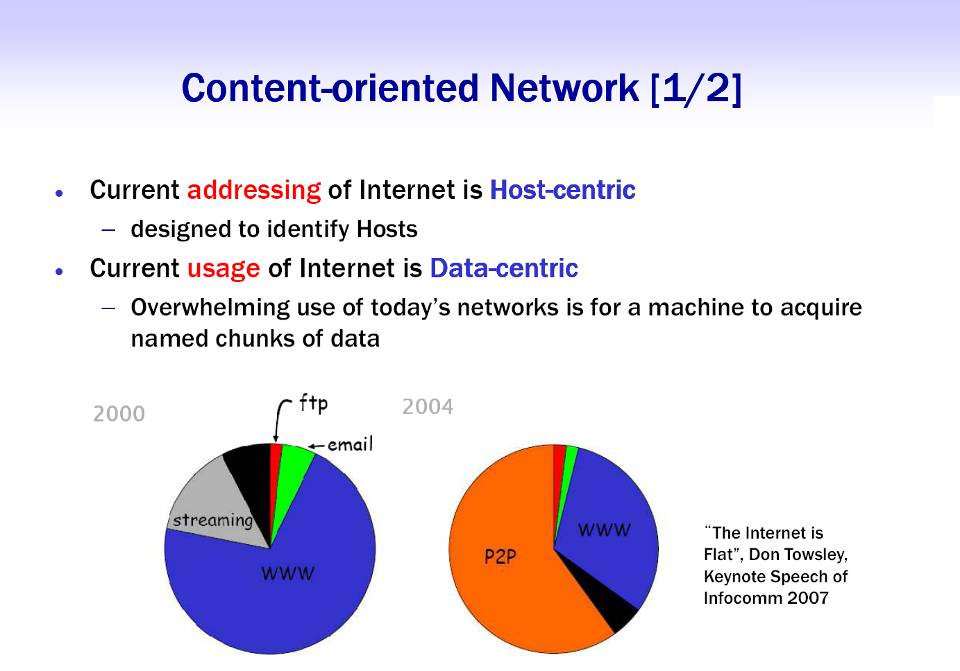 Content-oriented Network [1/2]
• Current addressing of Internet is Host-centric
– designed to identify Hosts
• Current usage of Internet is Data-centric
– Overwhelming use of today's networks is for a machine to acquire
named chunks of data
2000
ftp
email
streaming
WWW
2004
WWW
P2P
“The Internet is
Flat”, Don Towsley,
Keynote Speech of
Infocomm 2007